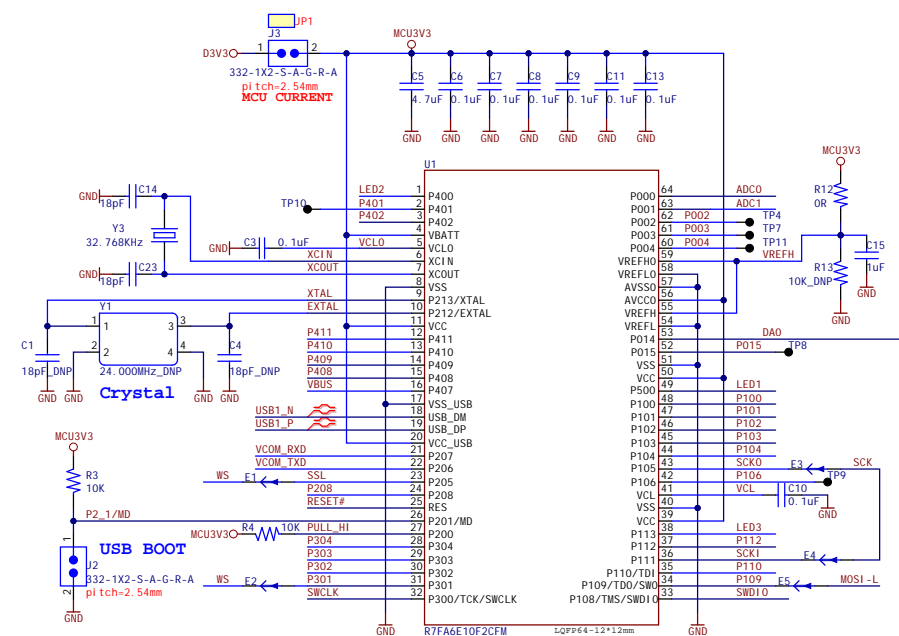 JP1
J3
MCU3V3
D3V3 1 2
332-1X2-S-A-G-R-A
pitch=2.54mm
MCU CURRENT
C5 C6 C7 C8 C9 C11 C13
4.7uF 0.1uF 0.1uF 0.1uF 0.1uF 0.1uF 0.1uF
GND GND GND GND GND GND GND
MCU3V3
U1
R12
0R
C15
1uF
R13
10K_DNP
GND
GND
GND C14
18pF
Y3
32.768KHz
GND C23
18pF
TP10
GND C3 0.1uF
LED2 1 P400
P401 2 P401
P402 3 P402
4 VBATT
VCLO 5 VCLO
XCIN 6 XCIN
XCOUT 7 XCOUT
8 VSS
XTAL 9 P213/XTAL
EXTAL 10 P212/EXTAL
11 VCC
P411 12 P411
P410 13 P410
P409 14 P409
P408 15 P408
VBUS 16 P407
17 VSS_USB
USB1_N 18 USB_DM
USB1_P 19 USB_DP
20 VCC_USB
VCOM_RXD 21 P207
VCOM_TXD 22 P206
WS E1 SSL 23 P205
P208 24 P208
RESET# 25 RES
P2_1/MD 26 P201/MD
MCU3V3 R4 10K PULL_HI 27 P200
P304 28 P304
P303 29 P303
P302 30 P302
WS E2 P301 31 P301
SWCLK 32 P300/TCK/SWCLK
P000 64 ADC0
P001 63 ADC1
P002 62 P002 TP4
P003 61 P003 TP7
P004 60 P004 TP11
VREFH0 59 VREFH
VREFL0 58
AVSS0 57
AVCC0 56
VREFH 55
VREFL 54
P014 53 DA0
P015 52 P015 TP8
VSS 51
VCC 50
P500 49 LED1
P100 48 P100
P101 47 P101
P102 46 P102
P103 45 P103
P104 44 P104
P105 43 SCK0 E3 SCK
P106 42 P106 TP9
VCL 41 VCL C10
0.1uF
GND
VSS 40
VCC 39
P113 38 LED3
P112 37 P112
P111 36 SCKI E4
P110/TDI 35 P110
P109/TDO/SWO 34 P109 E5 MOSI-L
P108/TMS/SWDIO 33 SWDIO
Y1
1 1 3 3
2 2 4 4
24.000MHz_DNP
C1
18pF_DNP
C4
18pF_DNP
GND GND GND GND
Crystal
MCU3V3
R3
10K
1
USB BOOT
J2
332-1X2-S-A-G-R-A
pitch=2.54mm
2
GND
GND
GND
R7FA6E10F2CFM
LQFP64-12*12mm